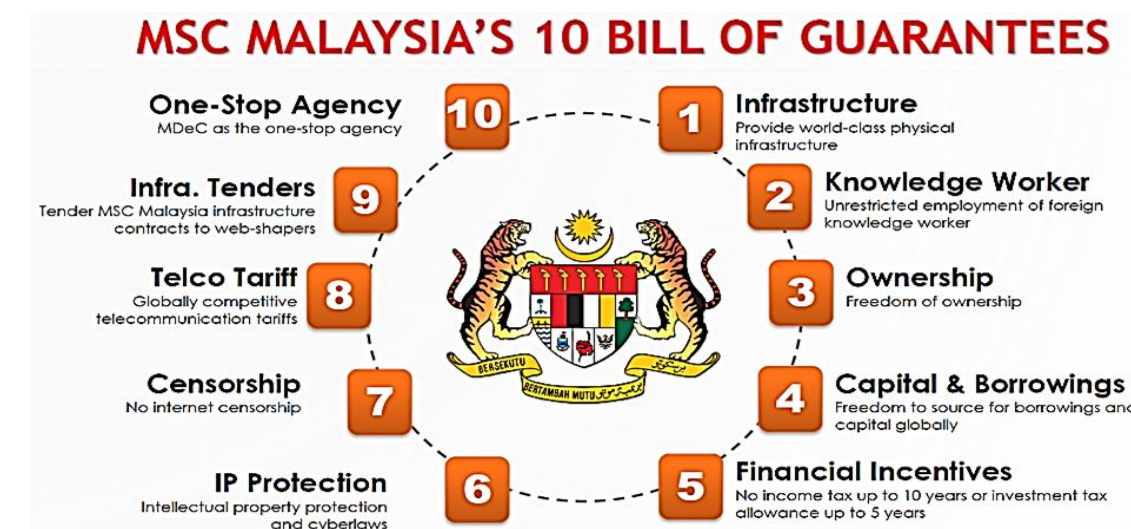 MSC MALAYSIA'S 10 BILL OF GUARANTEES
1
Infrastructure
Provide world-class physical
infrastructure
2
Knowledge Worker
Unrestricted employment of foreign
knowledge worker
3
Ownership
Freedom of ownership
4
Capital & Borrowings
Freedom to source for borrowings and
capital globally
5
Financial Incentives
No income tax up to 10 years or investment tax
allowance up to 5 years
6
IP Protection
Intellectual property protection
and cyberlaws
7
Censorship
No internet censorship
8
Telco Tariff
Globally competitive
telecommunication tariffs
9
Infra. Tenders
Tender MSC Malaysia infrastructure
contracts to web-shapers
10
One-Stop Agency
MDeC as the one-stop agency
BERSEKUTU
BERTAMBAH MUTU